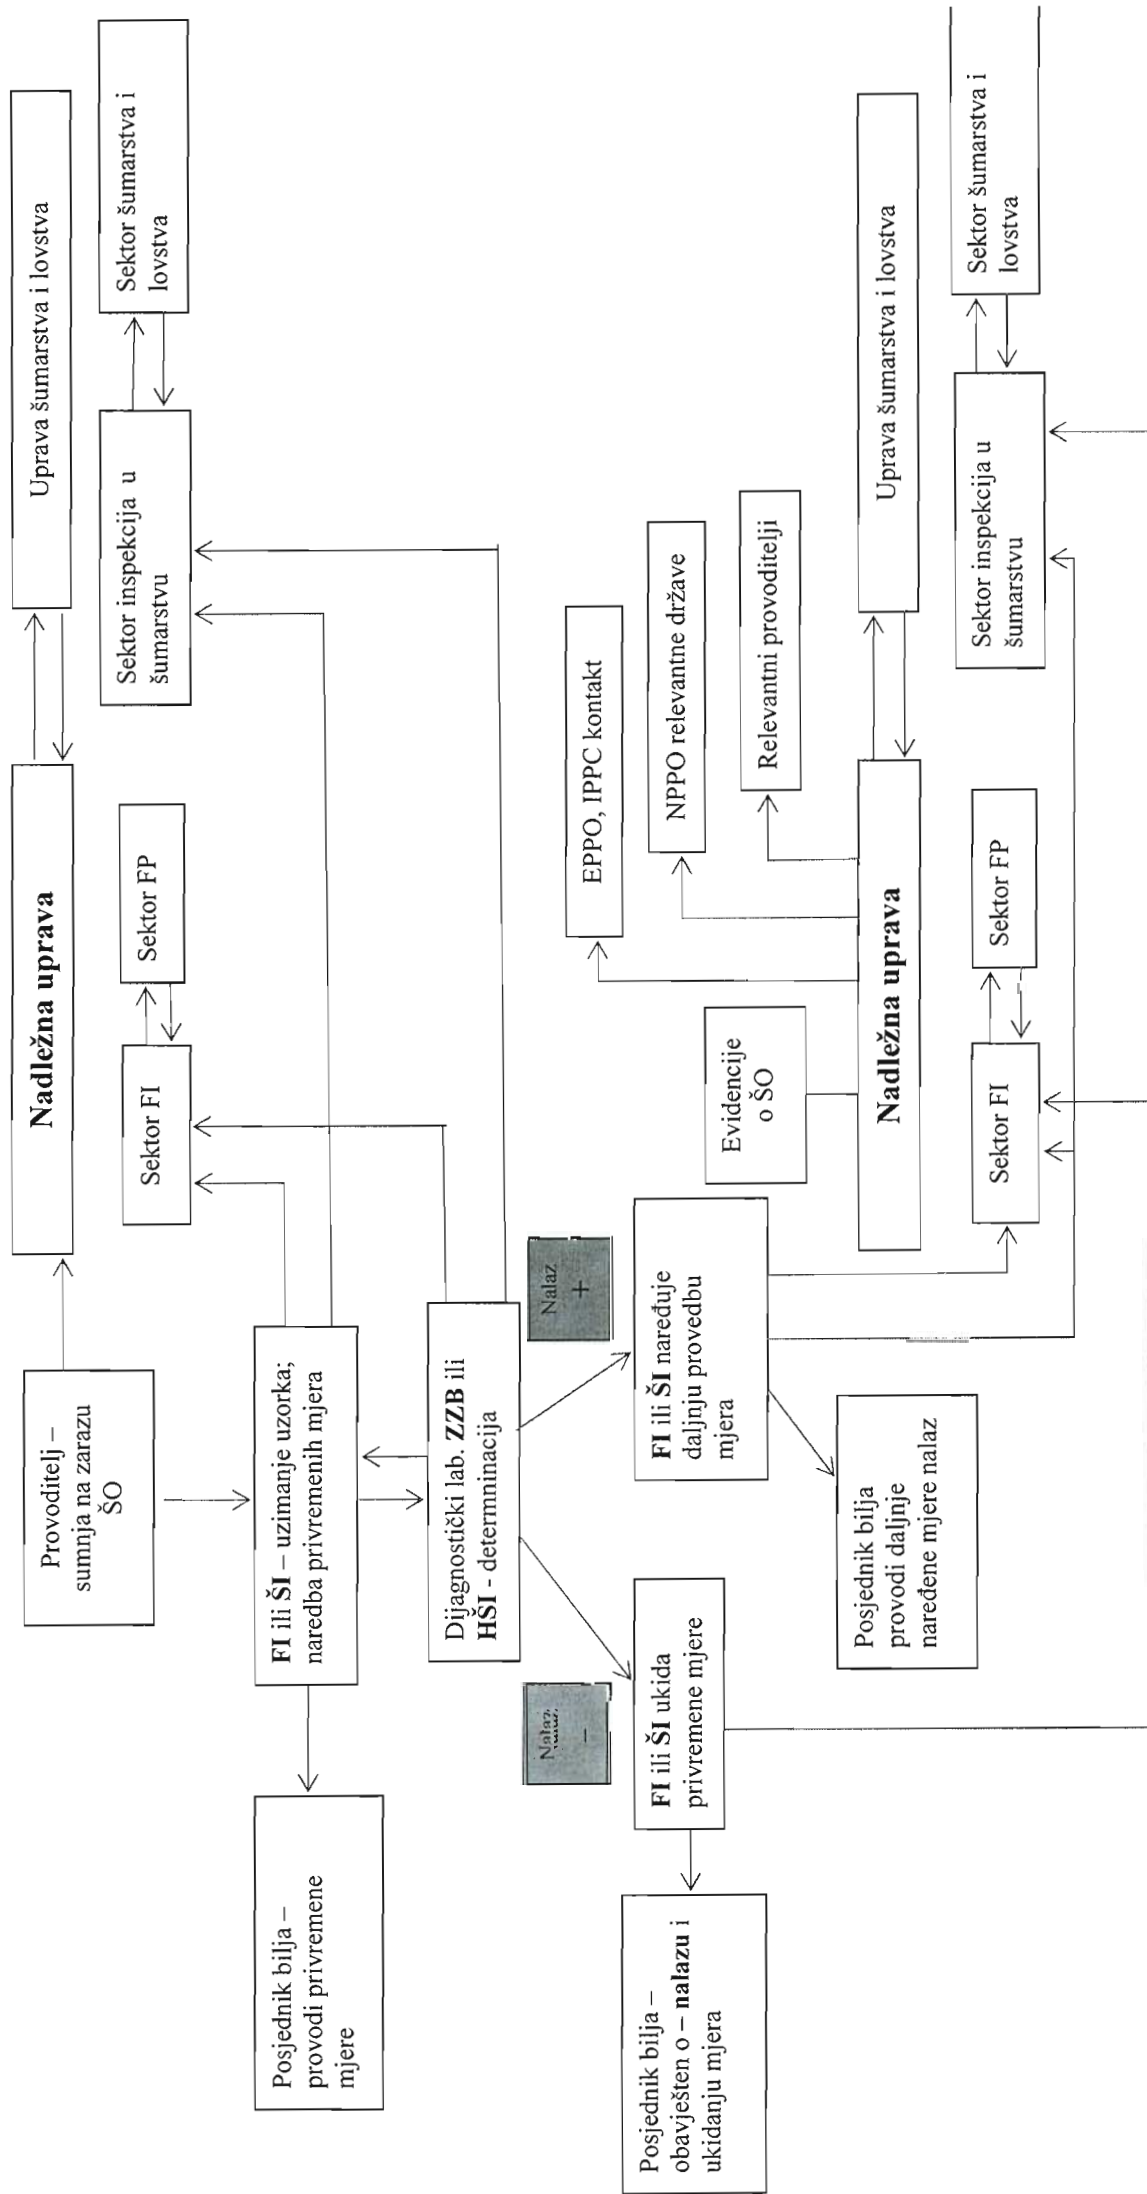 Provoditelj –
sumnja na zarazu
ŠO
Nadležna uprava
Uprava šumarstva i lovstva
Sektor FI
Sektor FP
Sektor inspekcija u
šumarstvu
Sektor šumarstva i
lovstva
Posjednik bilja –
provodi privremene
mjere
FI ili ŠI – uzimanje uzorka;
naredba privremenih mjera
Dijagnostički lab. ZZB ili
HŠI - determninacija
Nalaz
–
Nalaz
+
Posjednik bilja –
obavješten o – nalazu i
ukidanju mjera
FI ili ŠI ukida
privremene mjere
FI ili ŠI naređuje
daljnju provedbu
mjera
Posjednik bilja
provodi daljnje
naređene mjere nalaz
Evidencije
o ŠO
EPPO, IPPC kontakt
NPPO relevantne države
Relevantni provoditelji
Nadležna uprava
Uprava šumarstva i lovstva
Sektor FI
Sektor FP
Sektor inspekcija u
šumarstvu
Sektor šumarstva i
lovstva